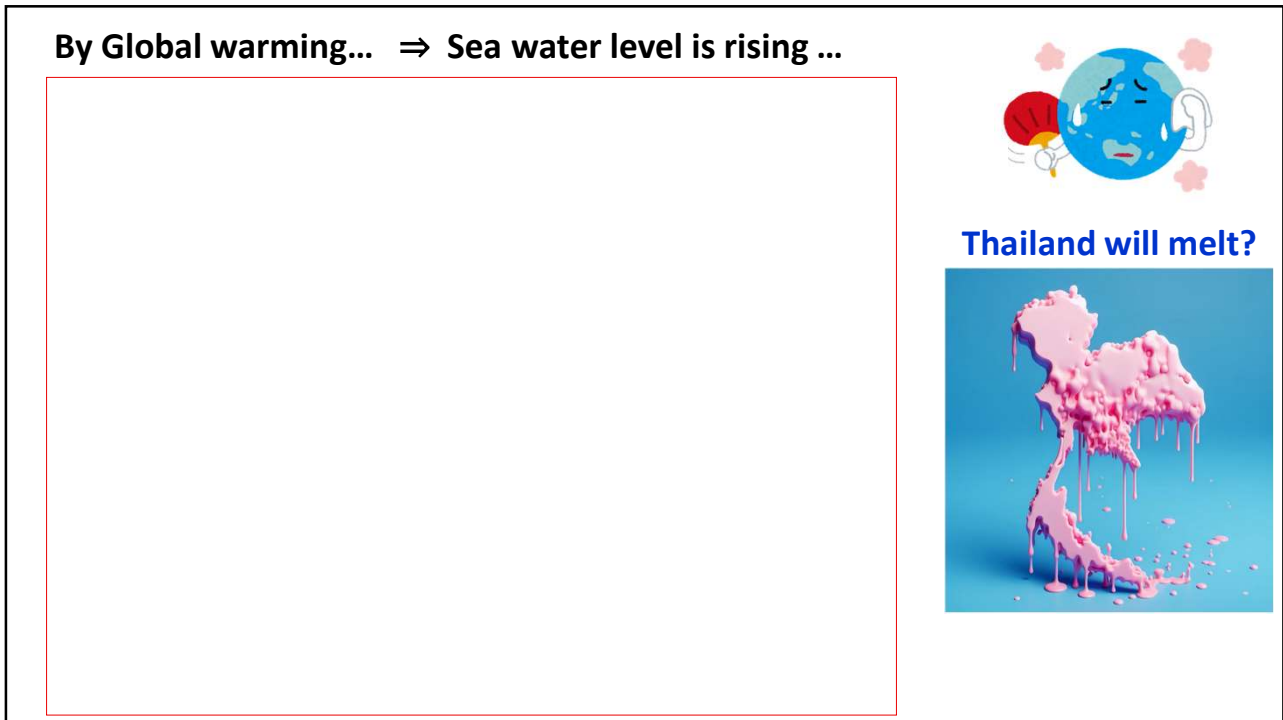 By Global warming… ⇒ Sea water level is rising …
Thailand will melt?